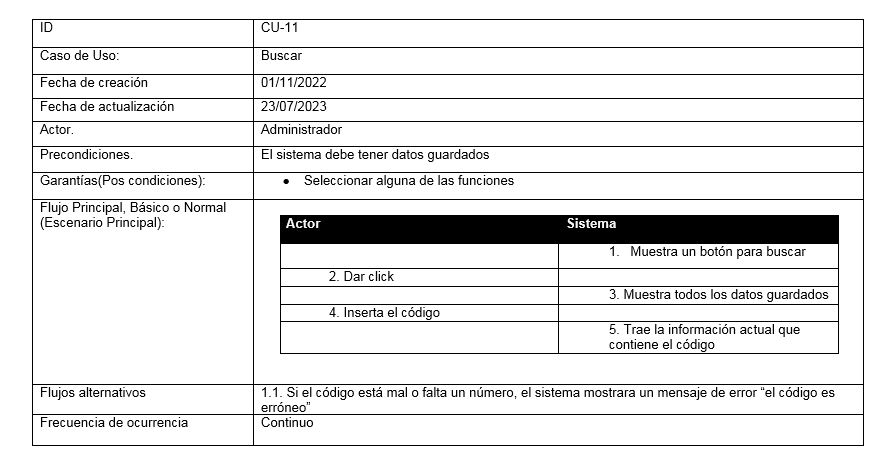 ID CU-11
Caso de Uso: Buscar
Fecha de creación 01/11/2022
Fecha de actualización 23/07/2023
Actor. Administrador
Precondiciones. El sistema debe tener datos guardados
Garantías(Pos condiciones): • Seleccionar alguna de las funciones
Flujo Principal, Básico o Normal
(Escenario Principal):
Actor Sistema
1. Muestra un botón para buscar
2. Dar click
3. Muestra todos los datos guardados
4. Inserta el código
5. Trae la información actual que
contiene el código
Flujos alternativos 1.1. Si el código está mal o falta un número, el sistema mostrara un mensaje de error “el código es
erróneo”
Frecuencia de ocurrencia Continuo